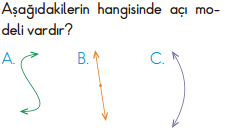 Aşağıdakilerin hangisinde açı mo-
deli vardır?
A. B. C.